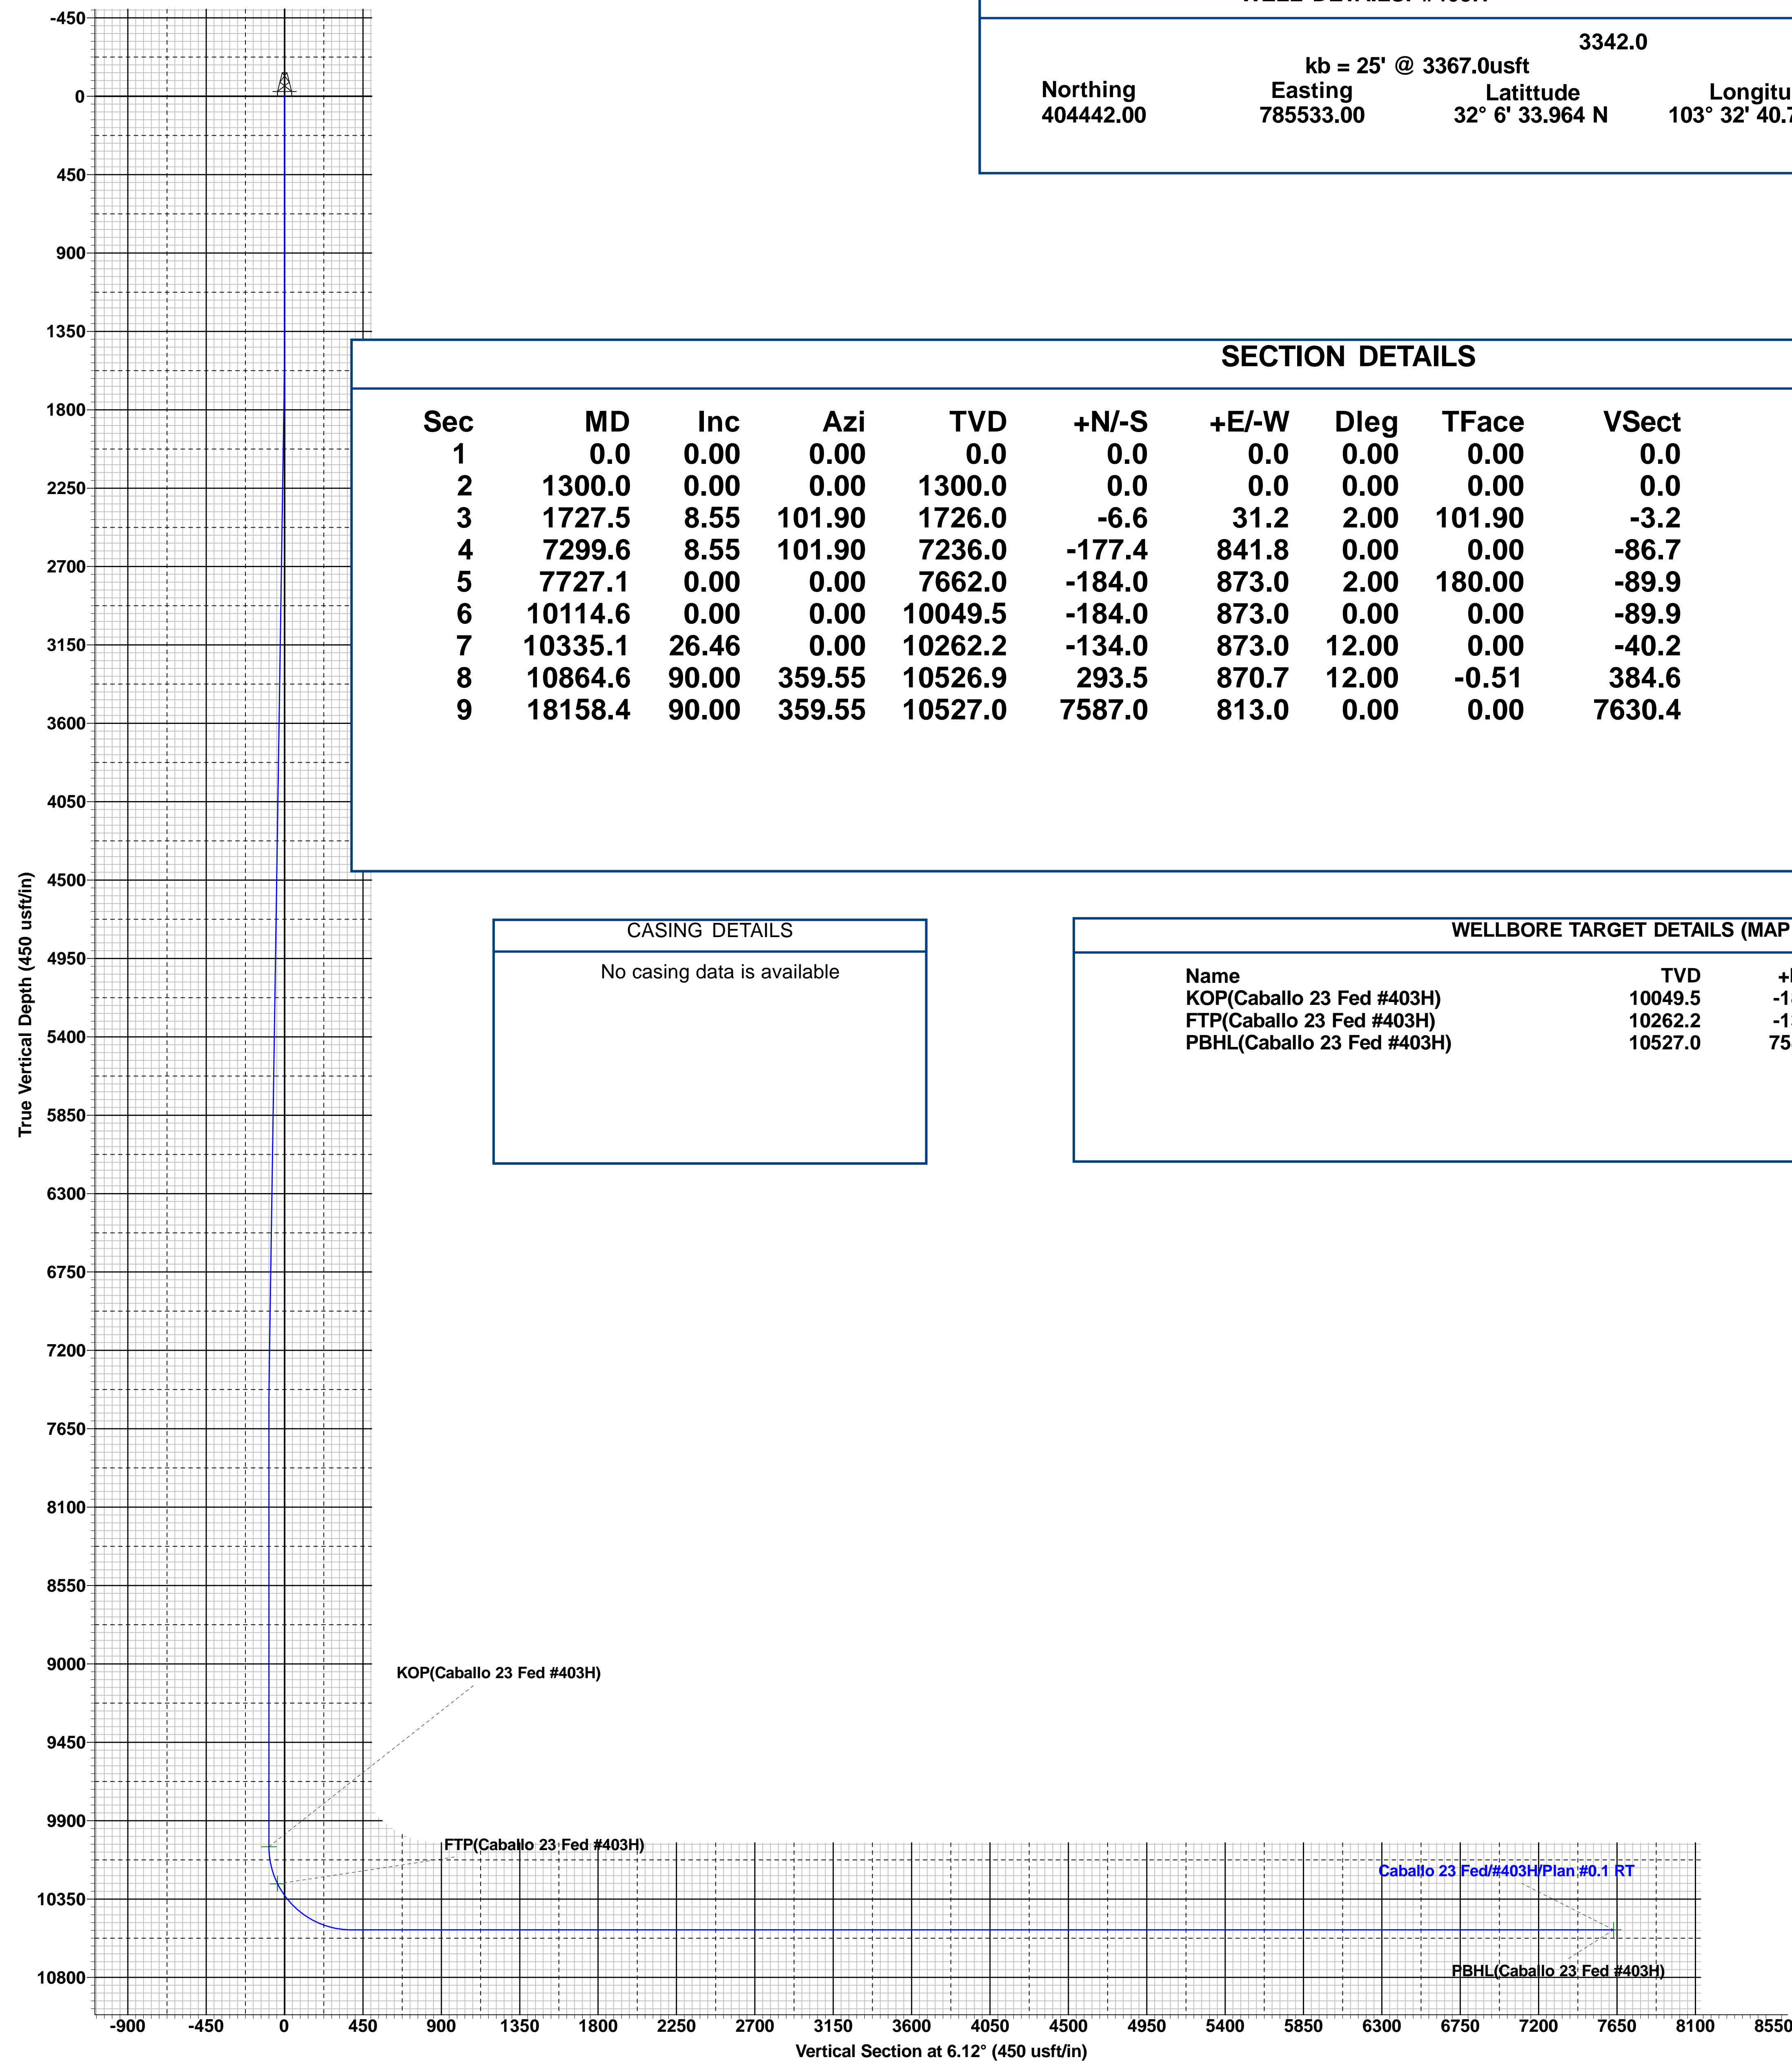 3342.0
kb = 25' @ 3367.0usft
Northing Easting Latittude
404442.00 785533.00 32° 6' 33.964 N 103° 32'
SECTION DETAILS
Sec MD Inc Azi TVD +N/-S +E/-W Dleg TFace VSect
1 0.0 0.00 0.00 0.0 0.0 0.0 0.00 0.00 0.0
2 1300.0 0.00 0.00 1300.0 0.0 0.0 0.00 0.00 0.0
3 1727.5 8.55 101.90 1726.0 -6.6 31.2 2.00 101.90 -3.2
4 7299.6 8.55 101.90 7236.0 -177.4 841.8 0.00 0.00 -86.7
5 7727.1 0.00 0.00 7662.0 -184.0 873.0 2.00 180.00 -89.9
6 10114.6 0.00 0.00 10049.5 -184.0 873.0 0.00 0.00 -89.9
7 10335.1 26.46 0.00 10262.2 -134.0 873.0 12.00 0.00 -40.2
8 10864.6 90.00 359.55 10526.9 293.5 870.7 12.00 -0.51 384.6
9 18158.4 90.00 359.55 10527.0 7587.0 813.0 0.00 0.00 7630.4
CASING DETAILS
No casing data is available
WELLBORE TARGET DETAILS (MAP
Name TVD
KOP(Caballo 23 Fed #403H) 10049.5
FTP(Caballo 23 Fed #403H) 10262.2
PBHL(Caballo 23 Fed #403H) 10527.0
True Vertical Depth (450 usft/in)
-450
0
450
900
1350
1800
2250
2700
3150
3600
4050
4500
4950
5400
5850
6300
6750
7200
7650
8100
8550
9000
9450
9900
10350
10800
KOP(Caballo 23 Fed #403H)
FTP(Caballo 23 Fed #403H)
Caballo 23 Fed/#403H/Plan #0.1 RT
PBHL(Caballo 23 Fed #403H)
-900 -450 0 450 900 1350 1800 2250 2700 3150 3600 4050 4500 4950 5400 5850 6300 6750 7200 7650 8100 8550
Vertical Section at 6.12° (450 usft/in)